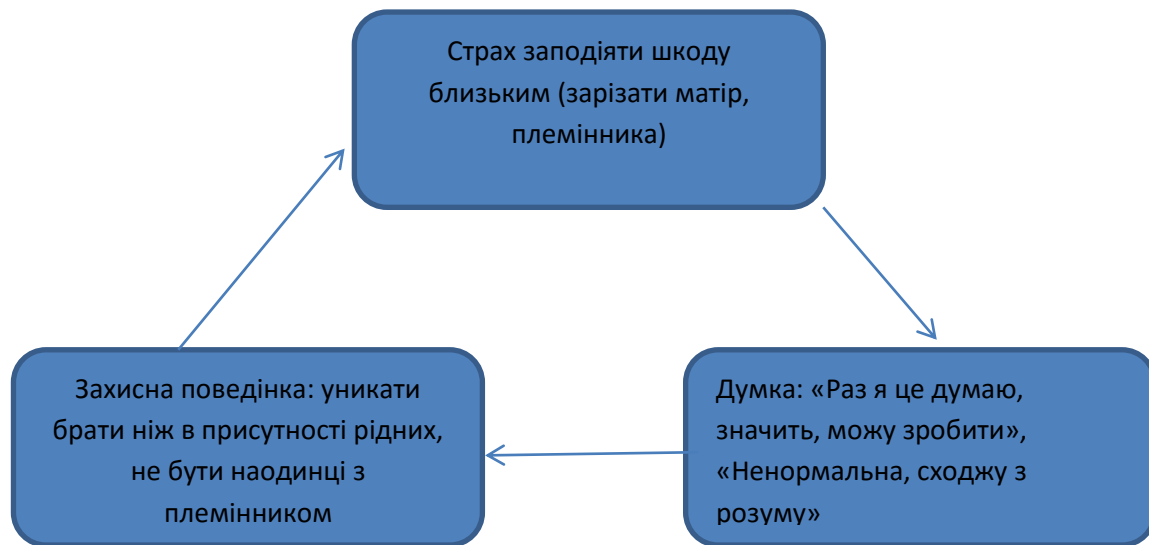 Страх заподіяти шкоду
близьким (зарізати матір,
племінника)
Захисна поведінка: уникати
брати ніж в присутності рідних,
не бути наодинці з
племінником
Думка: «Раз я це думаю,
значить, можу зробити»,
«Ненормальна, сходжу з
розуму»